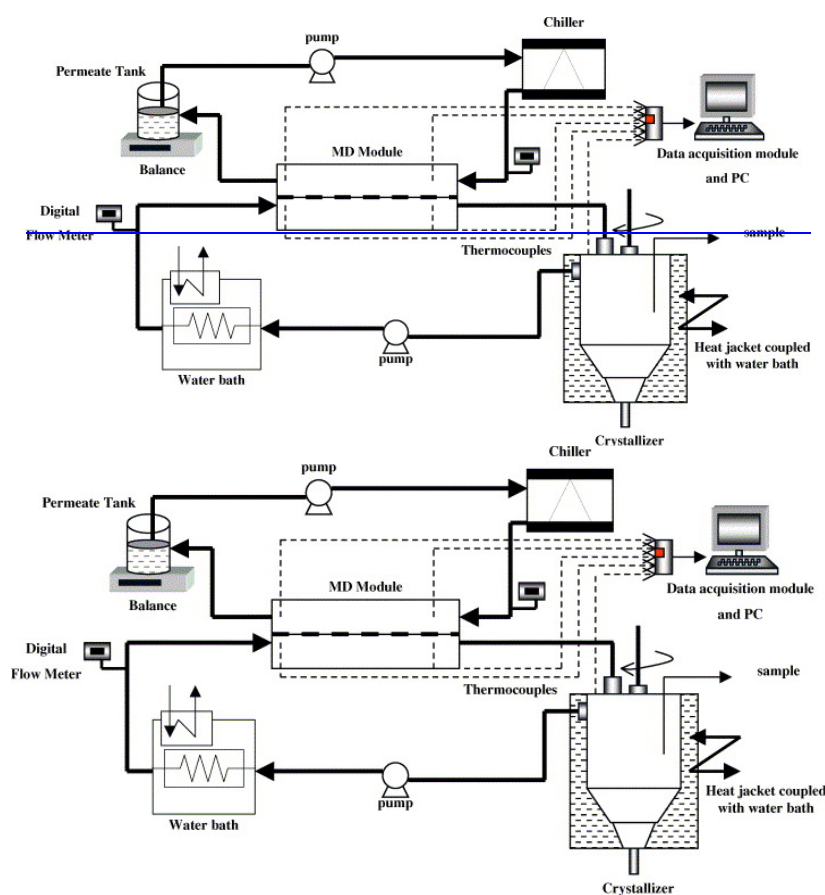 Chiller
pump
Permeate Tank
MD Module
Balance
Data acquisition module
and PC
Digital
Flow Meter
sample
Thermocouples
pump
Heat jacket coupled
with water bath
Water bath
Crystallizer
Chiller
pump
Permeate Tank
MD Module
Data acquisition module
and PC
Balance
Digital
Flow Meter
sample
Thermocouples
Heat jacket coupled
with water bath
pump
Water bath
Crystallizer